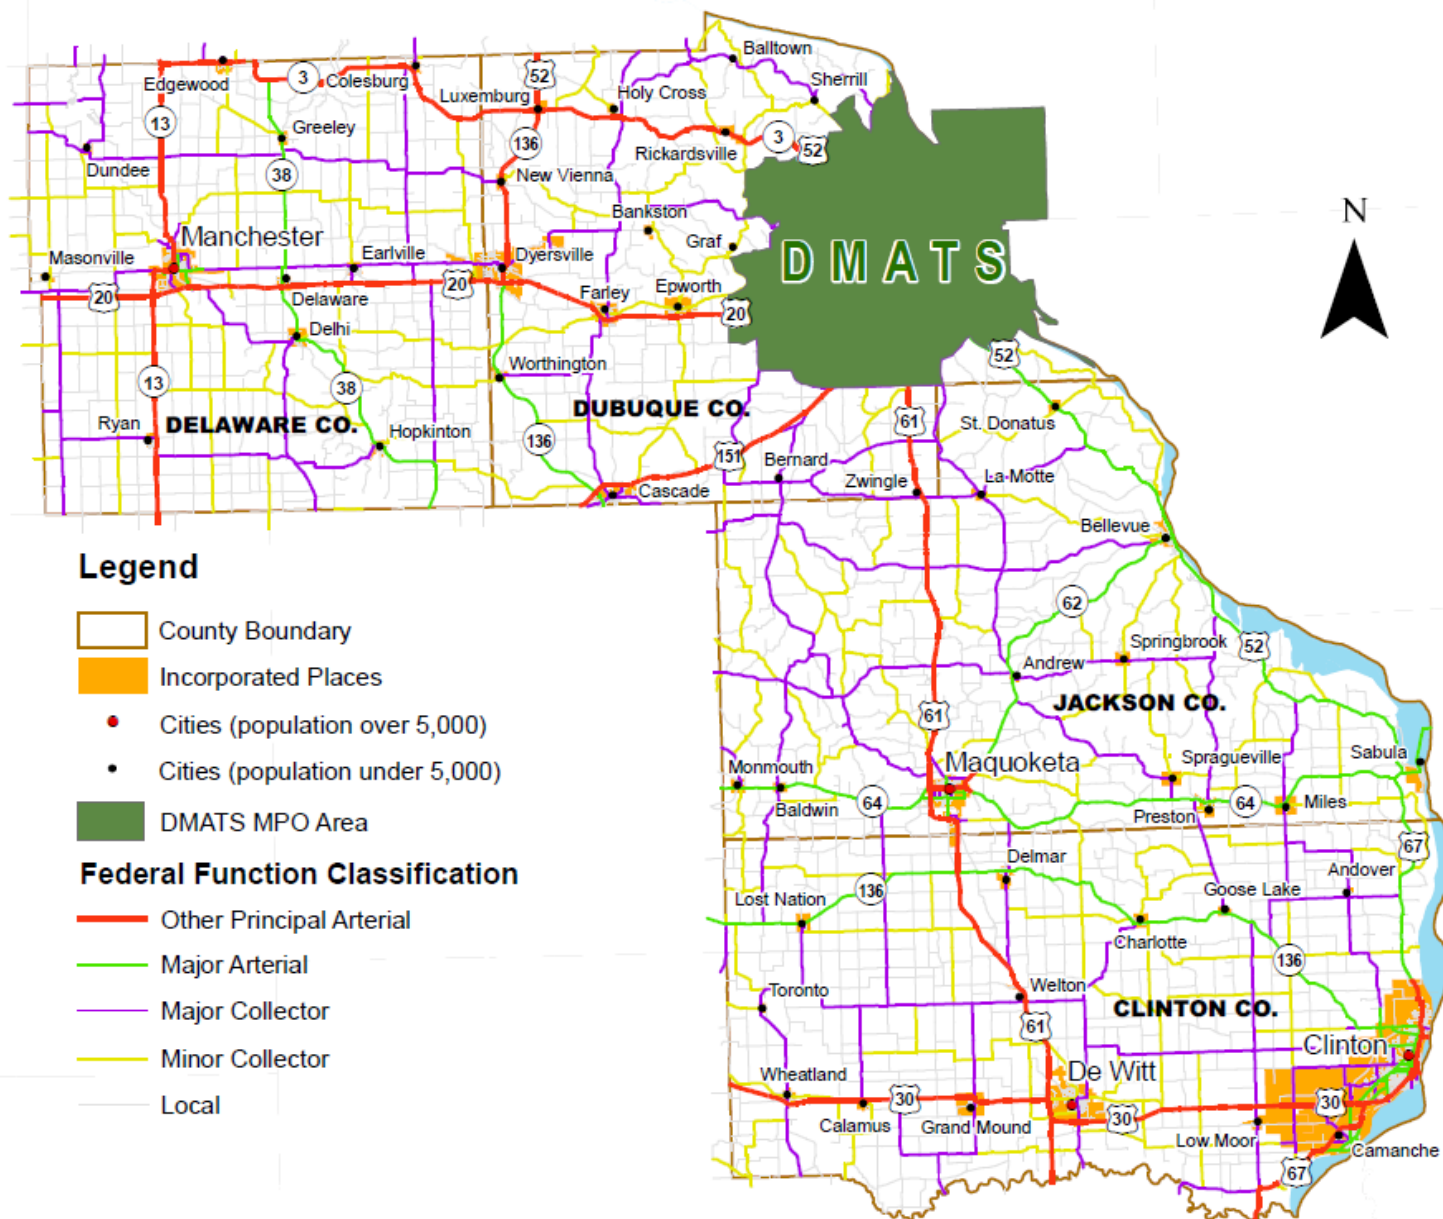 Balltown
Edgewood
3
Colesburg
52
Sherrill
Luxemburg
Holy Cross
13
Greeley
136
3
52
Rickardsville
Dundee
38
New Vienna
Bankston
Graf
N
Manchester
DMATS
Masonville
Earlville
Dyersville
20
Delaware
20
Farley
Epworth
20
Delhi
Worthington
52
13
38
DUBUQUE CO.
St. Donatus
Ryan
DELAWARE CO.
Hopkinton
136
61
151
Bernard
Zwingle
La Motte
Cascade
Bellevue
Legend
County Boundary
Incorporated Places
Cities (population over 5,000)
Cities (population under 5,000)
DMATS MPO Area
Federal Function Classification
Other Principal Arterial
Major Arterial
Major Collector
Minor Collector
Local
62
Springbrook
52
Andrew
JACKSON CO.
61
Monmouth
Maquoketa
Spragueville
Sabula
Baldwin
64
Preston
64
Miles
67
Delmar
Andover
136
Lost Nation
Goose Lake
Charlotte
136
Toronto
Welton
CLINTON CO.
61
Clinton
Wheatland
De Witt
30
30
30
Calamus
Grand Mound
Low Moor
Camanche
67